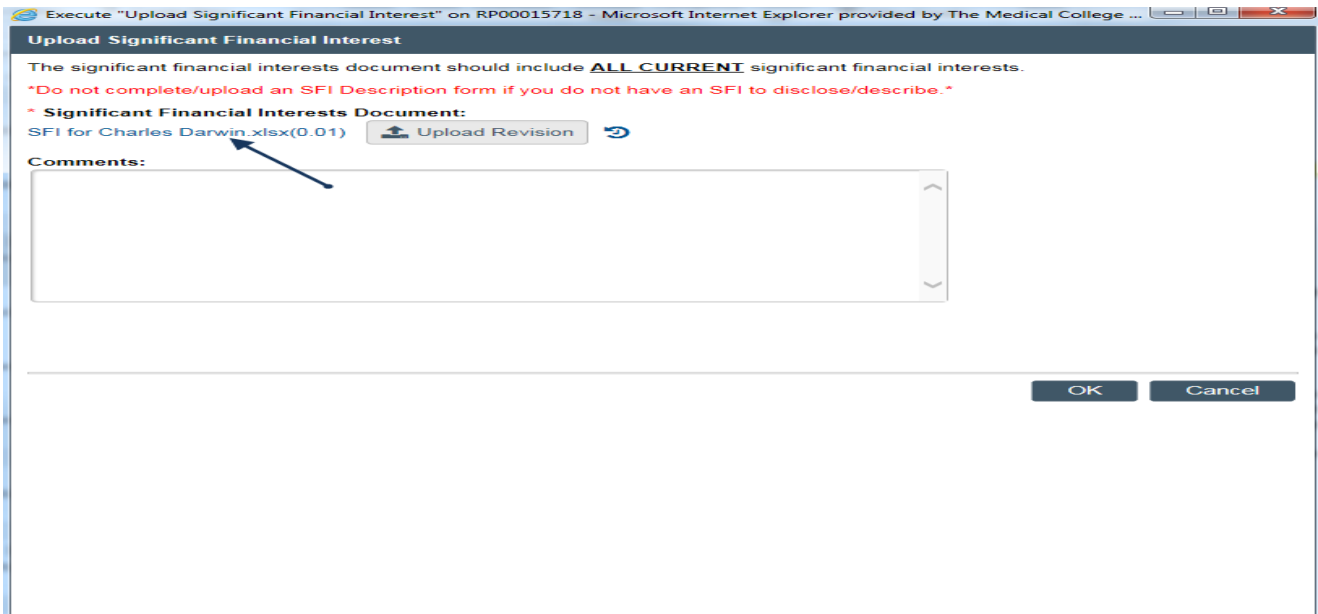 Execute "Upload Significant Financial Interest" on RP00015718 - Microsoft Internet Explorer provided by The Medical College ...
Upload Significant Financial Interest
The significant financial interests document should include ALL CURRENT significant financial interests.
*Do not complete/upload an SFI Description form if you do not have an SFI to disclose/describe.*
* Significant Financial Interests Document:
SFI for Charles Darwin.xlsx(0.01) Upload Revision
Comments:
OK Cancel